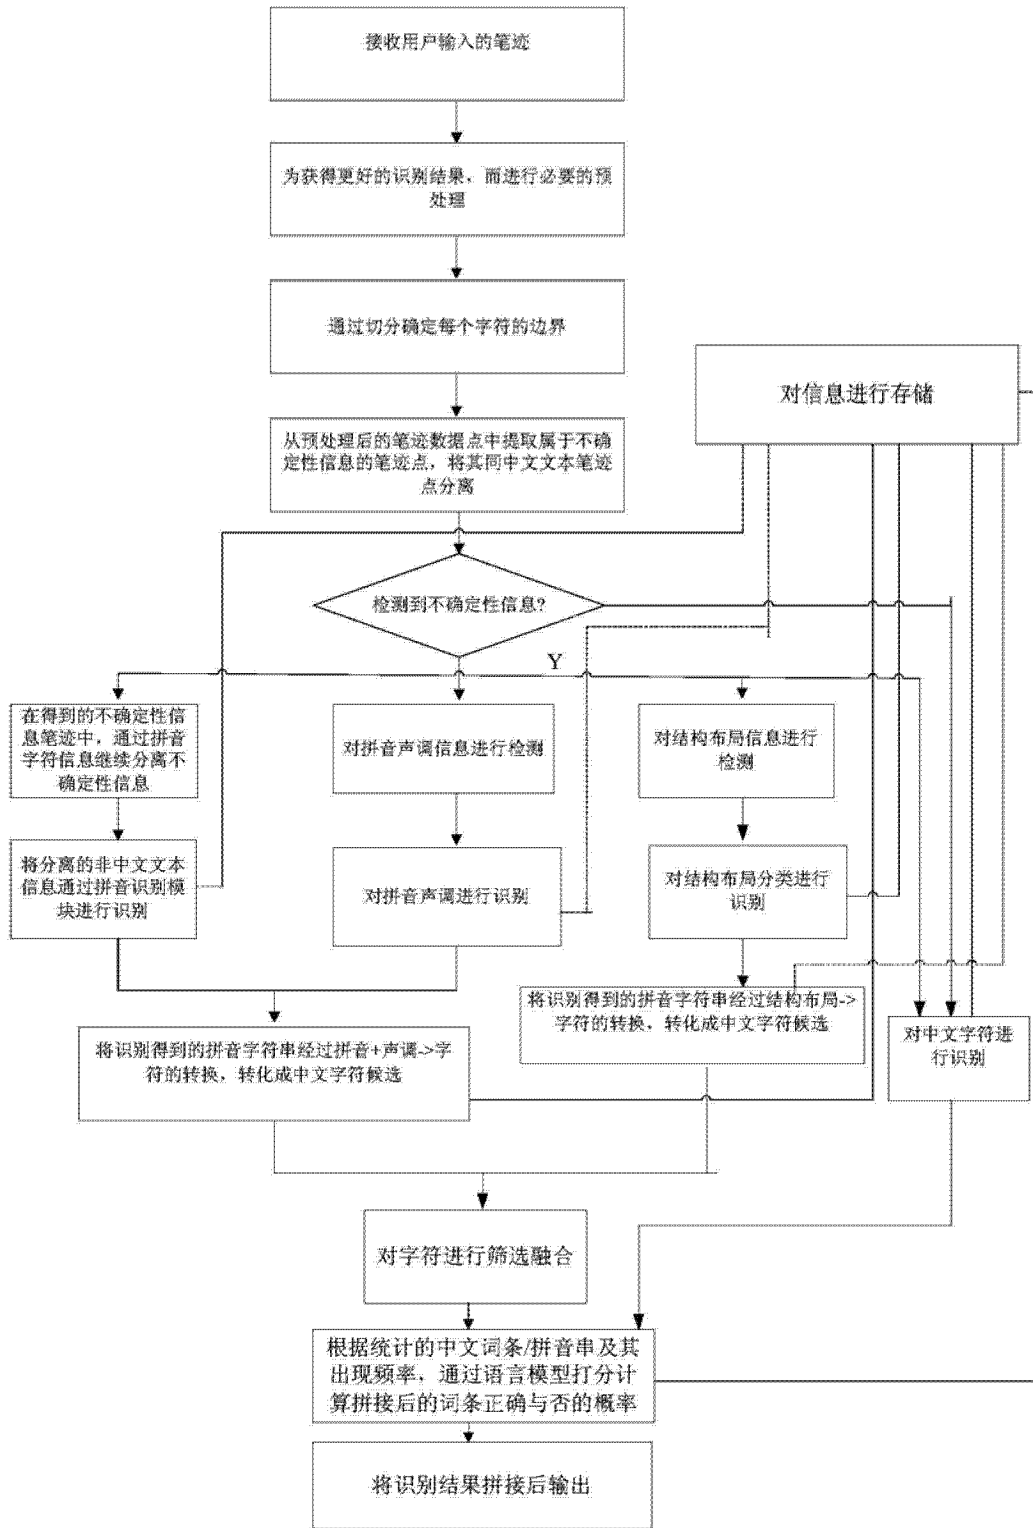 接收用户输入的笔迹
为获得更好的识别结果，而进行必要的预
处理
通过切分确定每个字符的边界
对信息进行存储
从预处理后的笔迹数据点中提取属于不确
定性信息的笔迹点，将其同中文文本笔迹
点分离
检测到不确定性信息?
Y
在得到的不确定性信
息笔迹中，通过拼音
字符信息继续分离不
确定性信息
对拼音声调信息进行检测
对结构布局信息进行
检测
将分离的非中文文本
信息通过拼音识别模
块进行识别
对拼音声调进行识别
对结构布局分类进行
识别
将识别得到的拼音字符串经过结构布局->
字符的转换，转化成中文字符候选
对中文字符进
行识别
将识别得到的拼音字符串经过拼音+声调->字
符的转换，转化成中文字符候选
对字符进行筛选融合
根据统计的中文词条/拼音串及其
出现频率，通过语言模型打分计
算拼接后的词条正确与否的概率
将识别结果拼接后输出